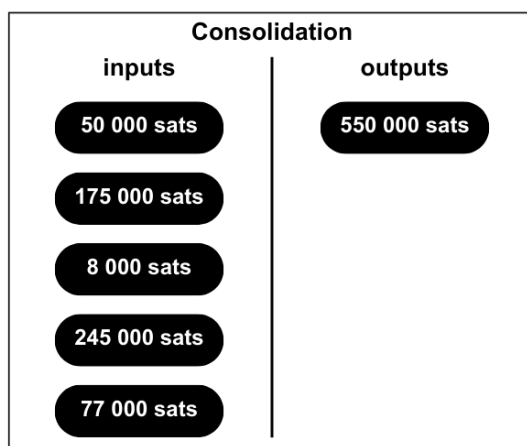 Consolidation
inputs
outputs
50 000 sats
550 000 sats
175 000 sats
8 000 sats
245 000 sats
77 000 sats